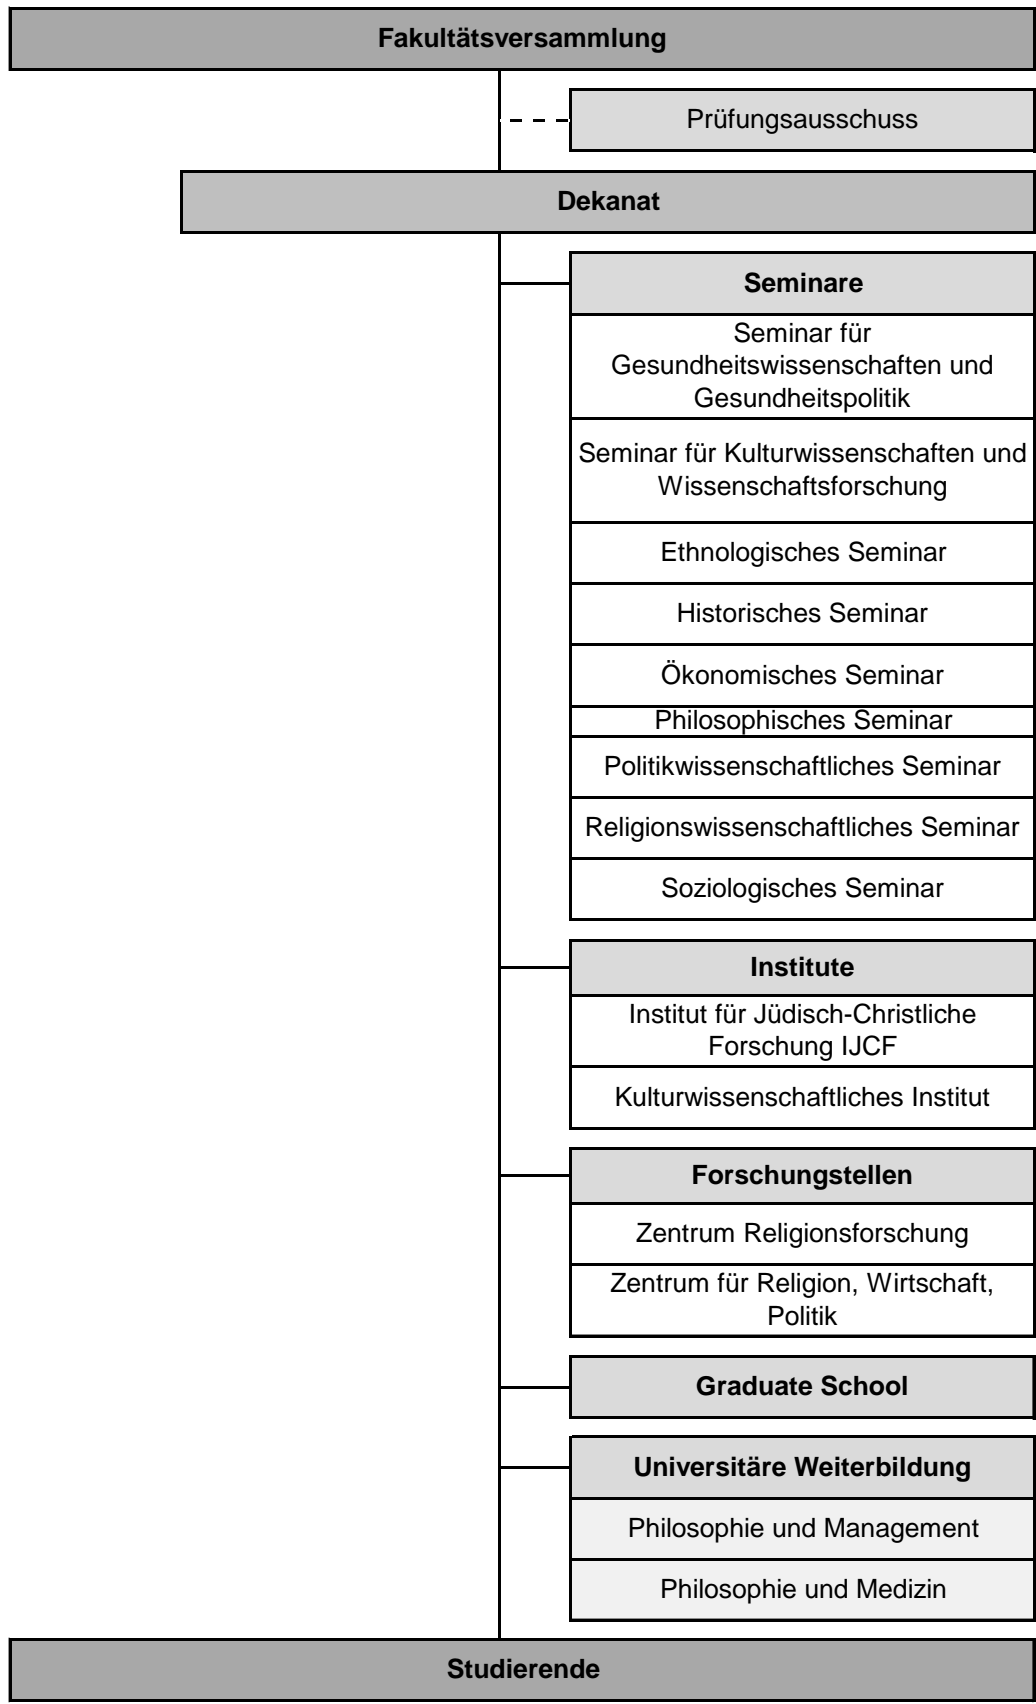 Fakultätsversammlung
Prüfungsausschuss
Dekanat
Seminare
Seminar für
Gesundheitswissenschaften und
Gesundheitspolitik
Seminar für Kulturwissenschaften und
Wissenschaftsforschung
Ethnologisches Seminar
Historisches Seminar
Ökonomisches Seminar
Philosophisches Seminar
Politikwissenschaftliches Seminar
Religionswissenschaftliches Seminar
Soziologisches Seminar
Institute
Institut für Jüdisch-Christliche
Forschung IJCF
Kulturwissenschaftliches Institut
Forschungstellen
Zentrum Religionsforschung
Zentrum für Religion, Wirtschaft,
Politik
Graduate School
Universitäre Weiterbildung
Philosophie und Management
Philosophie und Medizin
Studierende